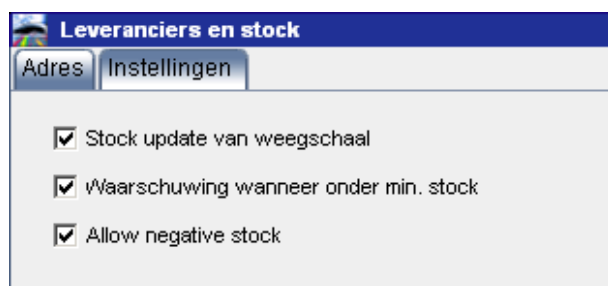 Leveranciers en stock
Adres Instellingen
Stock update van weegschaal
Waarschuwing wanneer onder min. stock
Allow negative stock